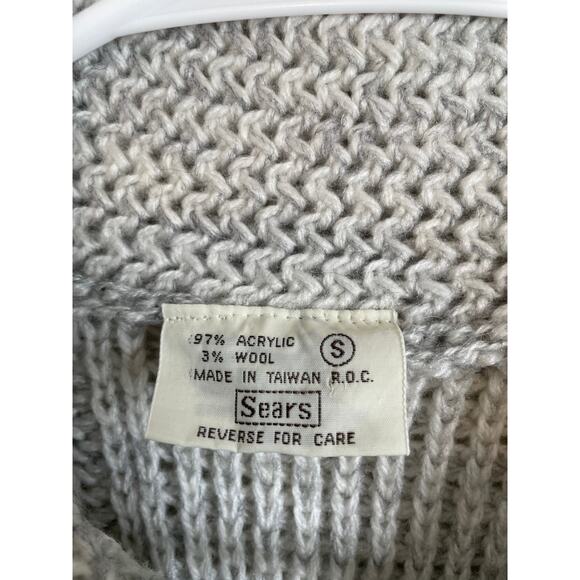 97% ACRYLIC
3% WOOL
S
MADE IN TAIWAN R.O.C.
Sears
REVERSE FOR CARE